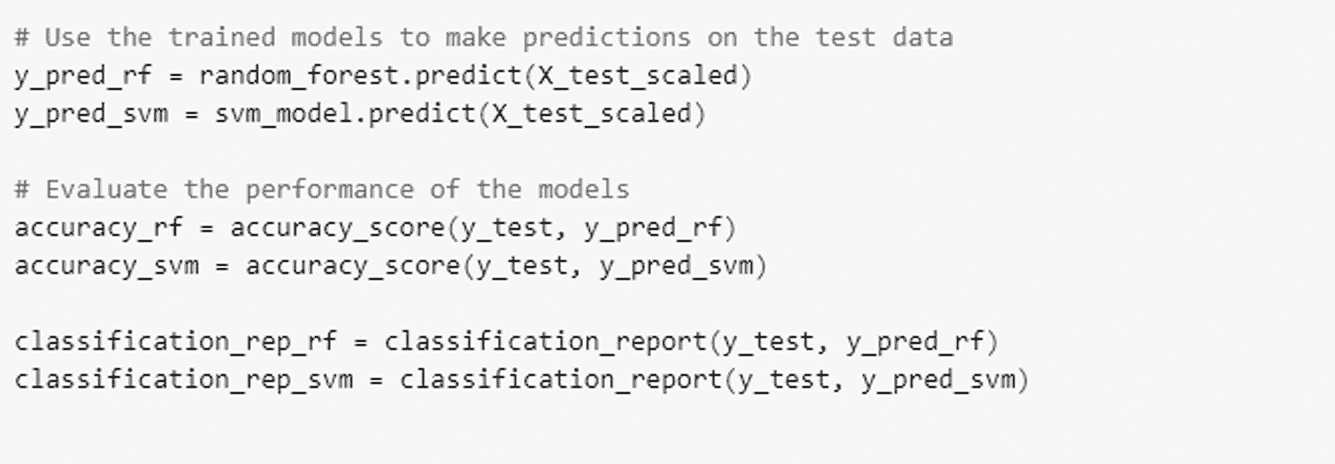 # Use the trained models to make predictions on the test data
y_pred_rf = random_forest.predict(X_test_scaled)
y_pred_svm = svm_model.predict(X_test_scaled)
# Evaluate the performance of the models
accuracy_rf = accuracy_score(y_test, y_pred_rf)
accuracy_svm = accuracy_score(y_test, y_pred_svm)
classification_rep_rf = classification_report(y_test, y_pred_rf)
classification_rep_svm = classification_report(y_test, y_pred_svm)